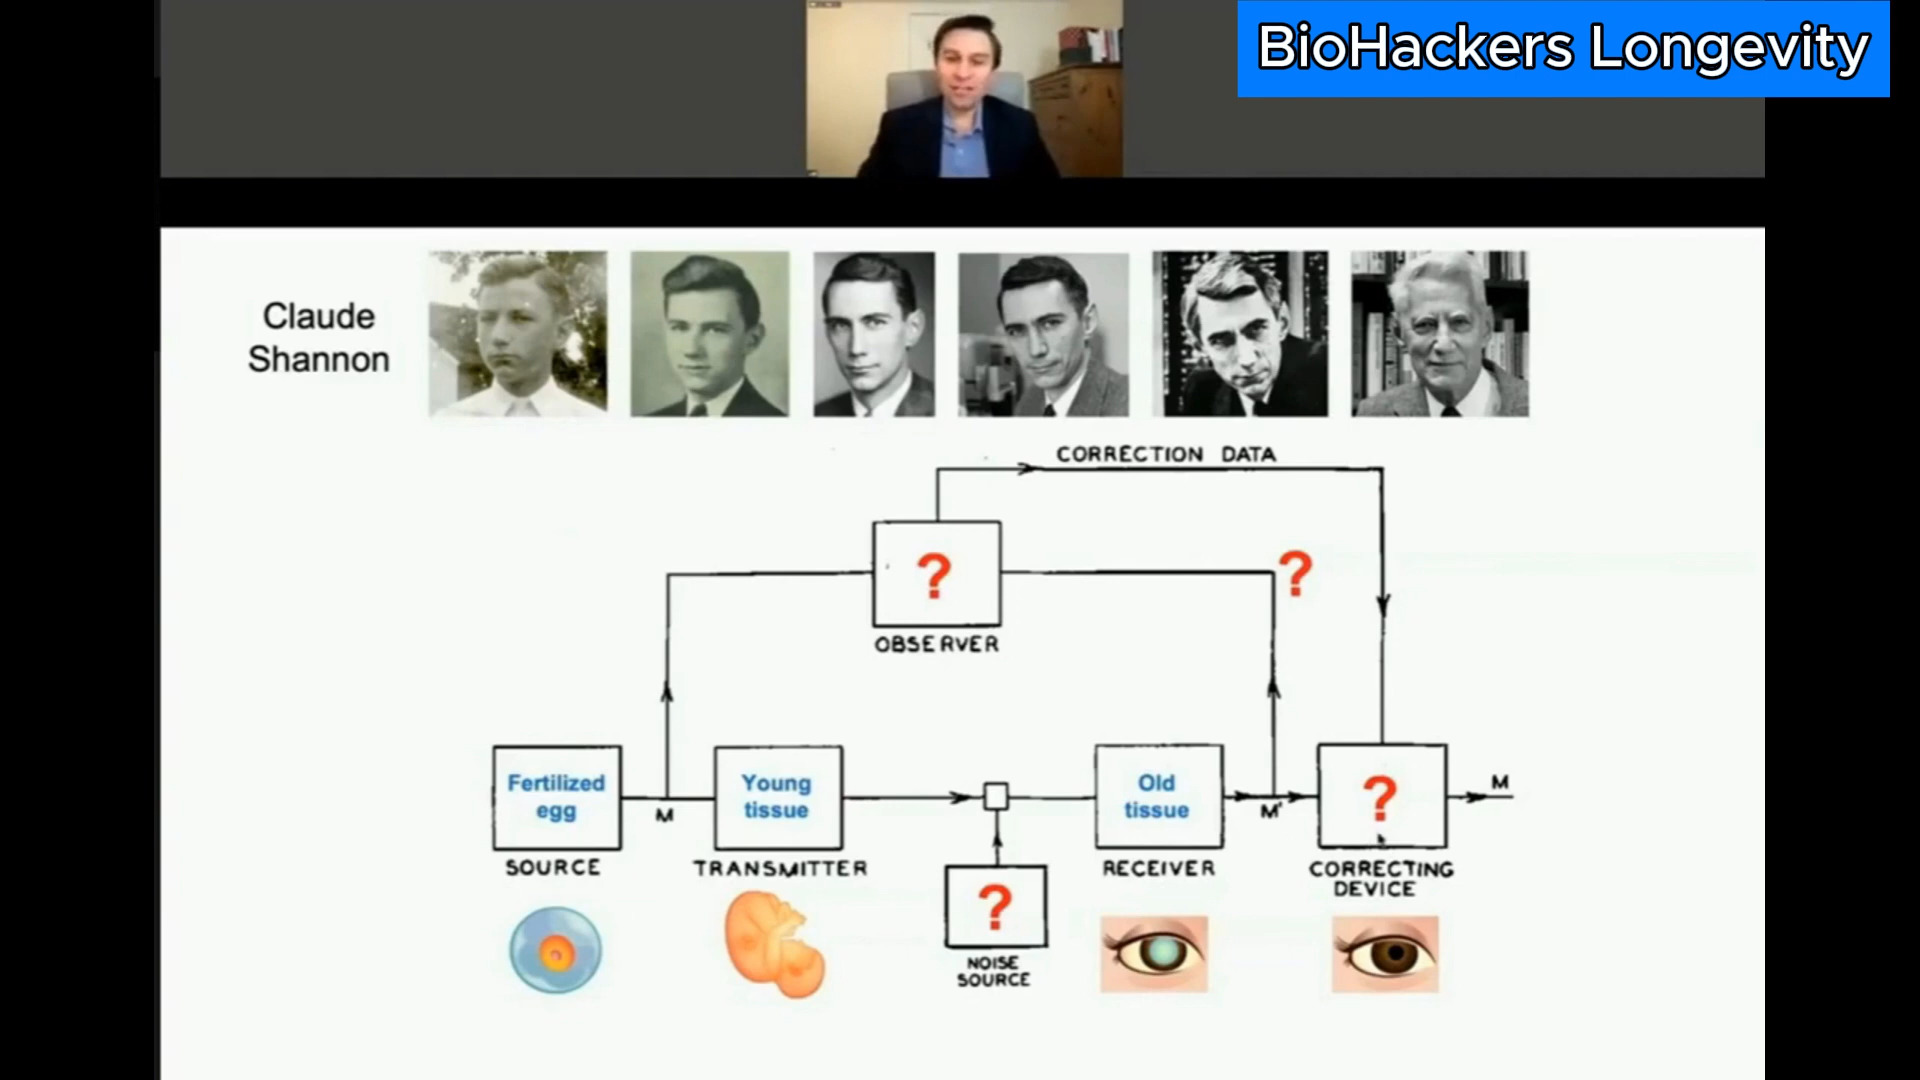 BioHackers Longevity
Claude
Shannon
CORRECTION DATA
?
?
OBSERVER
Fertilized
egg
Young
tissue
Old
tissue
?
M
M
M'
SOURCE
TRANSMITTER
?
RECEIVER
CORRECTING
DEVICE
NOISE
SOURCE